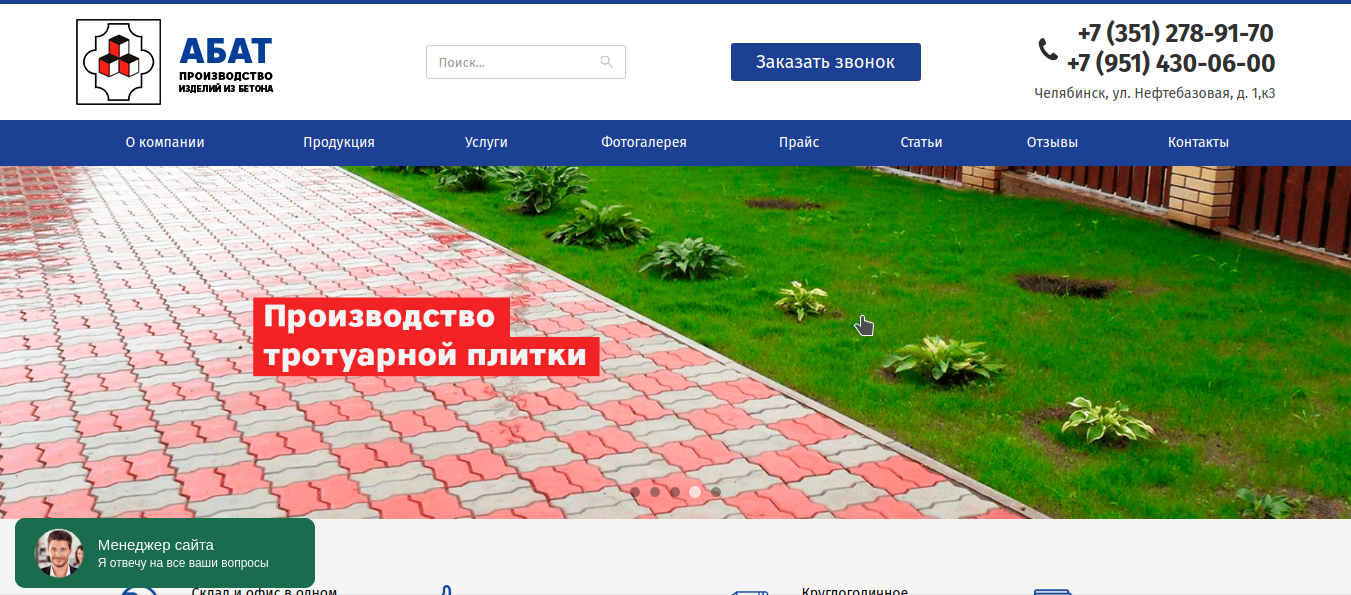 АБАТ
ПРОИЗВОДСТВО
ИЗДЕЛИЙ ИЗ БЕТОНА
Поиск...
Заказать звонок
+7 (351) 278-91-70
+7 (951) 430-06-00
Челябинск, ул. Нефтебазовая, д. 1,к3
О компании
Продукция
Услуги
Фотогалерея
Прайс
Статьи
Отзывы
Контакты
Производство
тротуарной плитки
Менеджер сайта
Я отвечу на все ваши вопросы
Склад и офис в одном
Круглогодичное